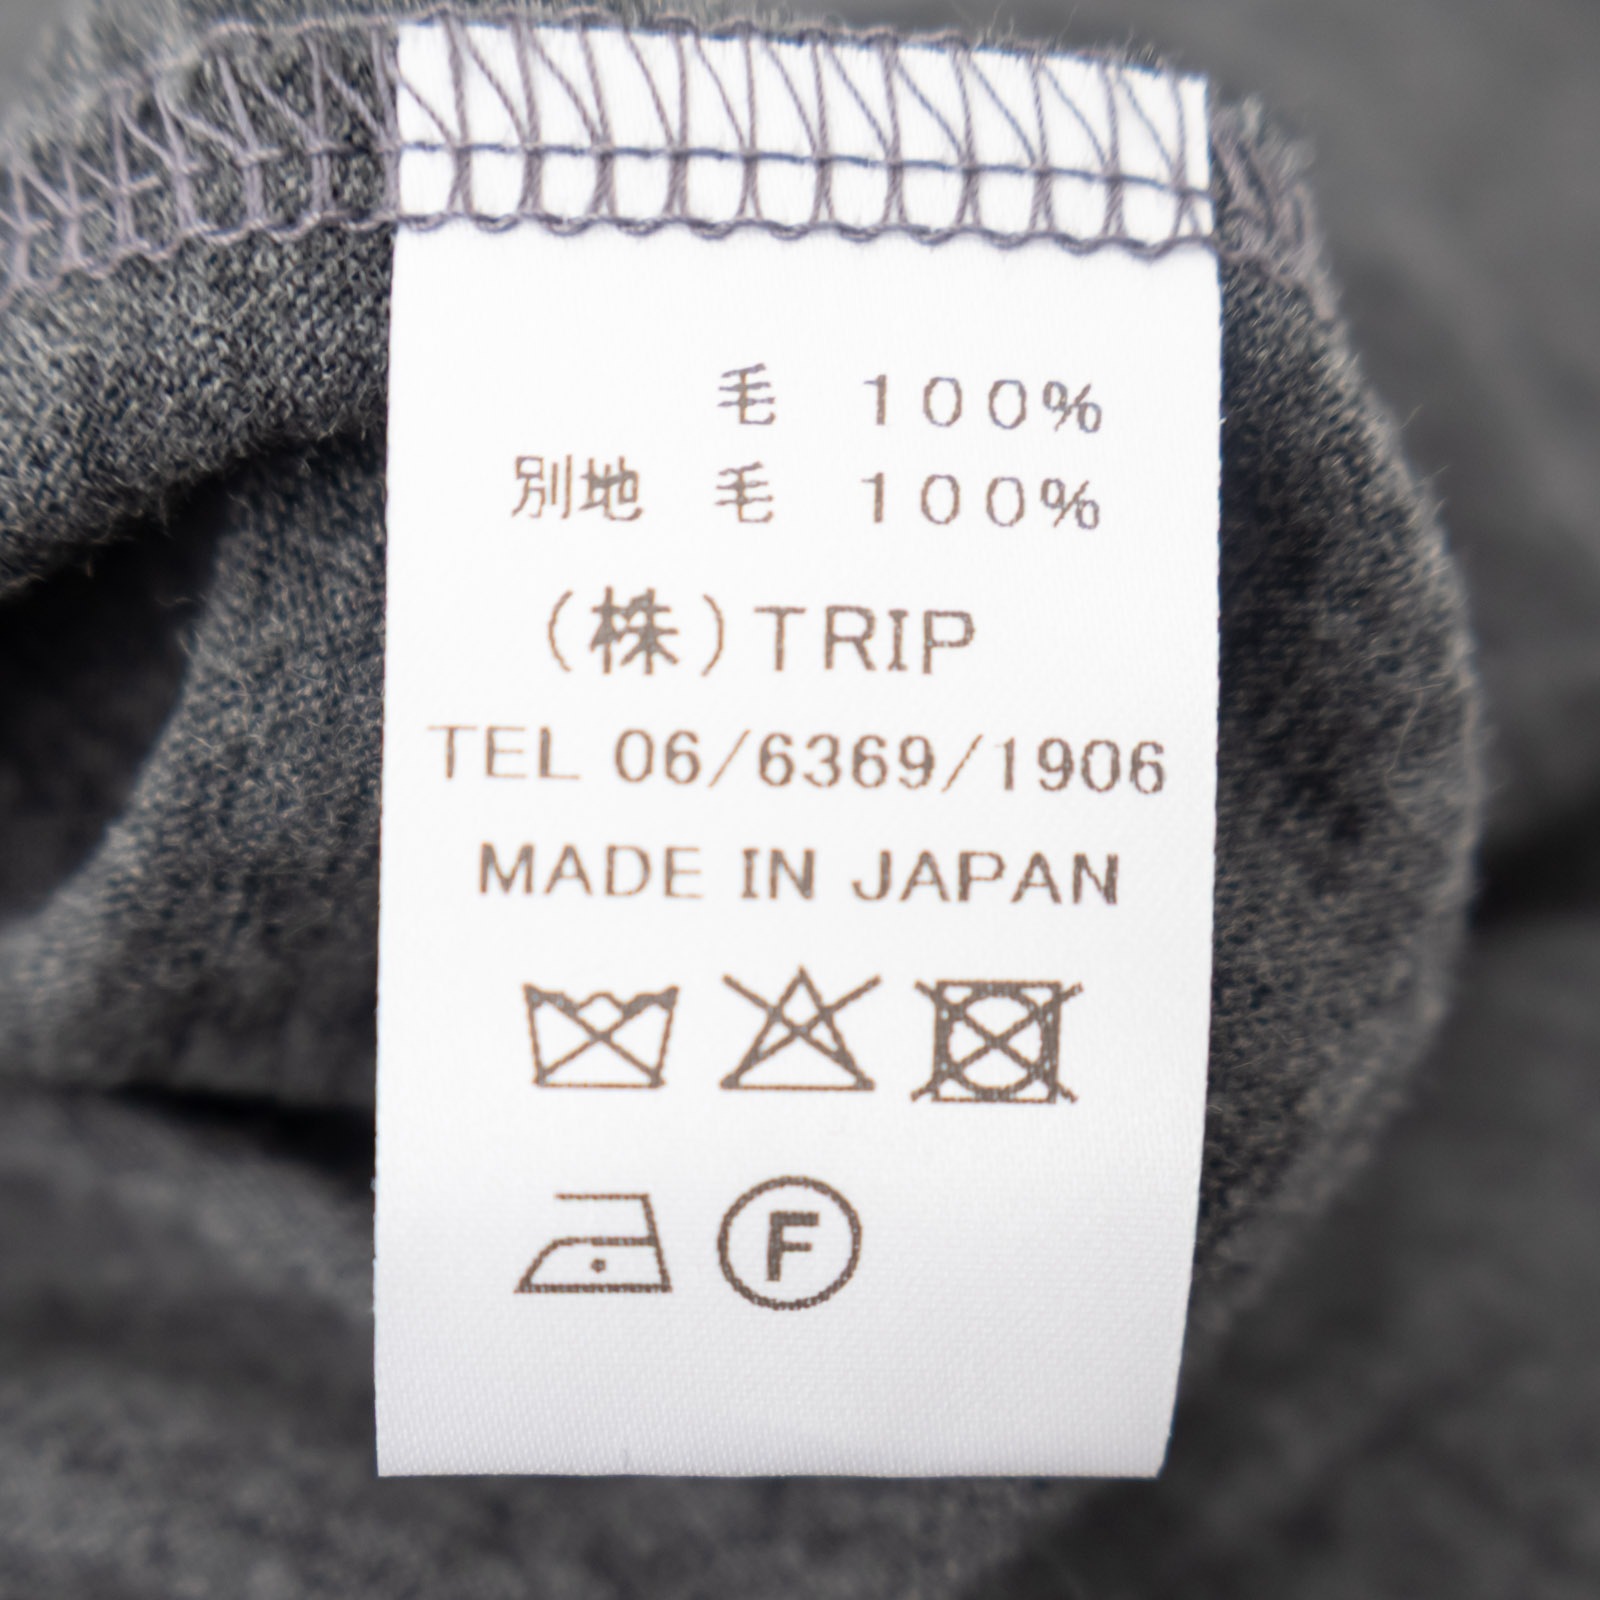 毛 １００％
別地 毛 １００％
(株)TRIP
TEL 06/6369/1906
MADE IN JAPAN
F